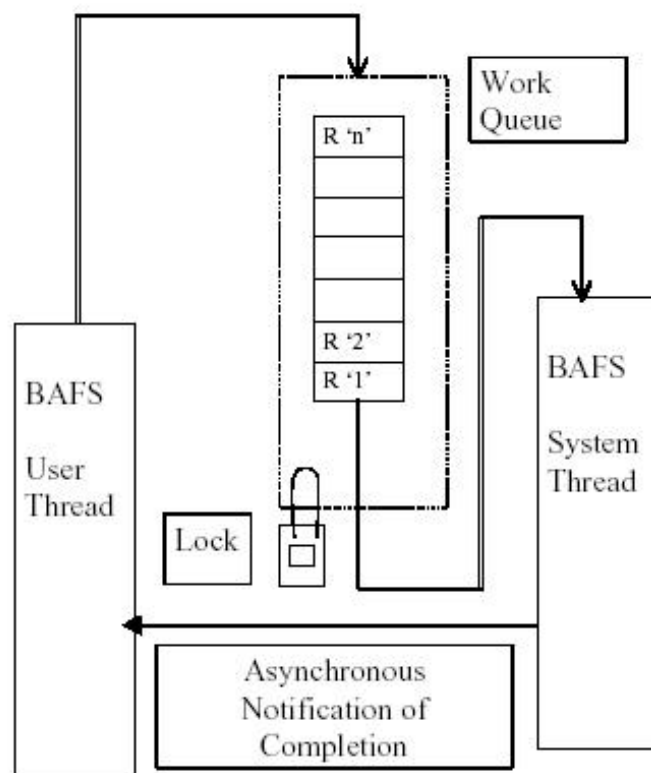 Work
Queue
R ‘n’
R ‘2’
R ‘1’
BAFS
User
Thread
BAFS
System
Thread
Lock
Asynchronous
Notification of
Completion